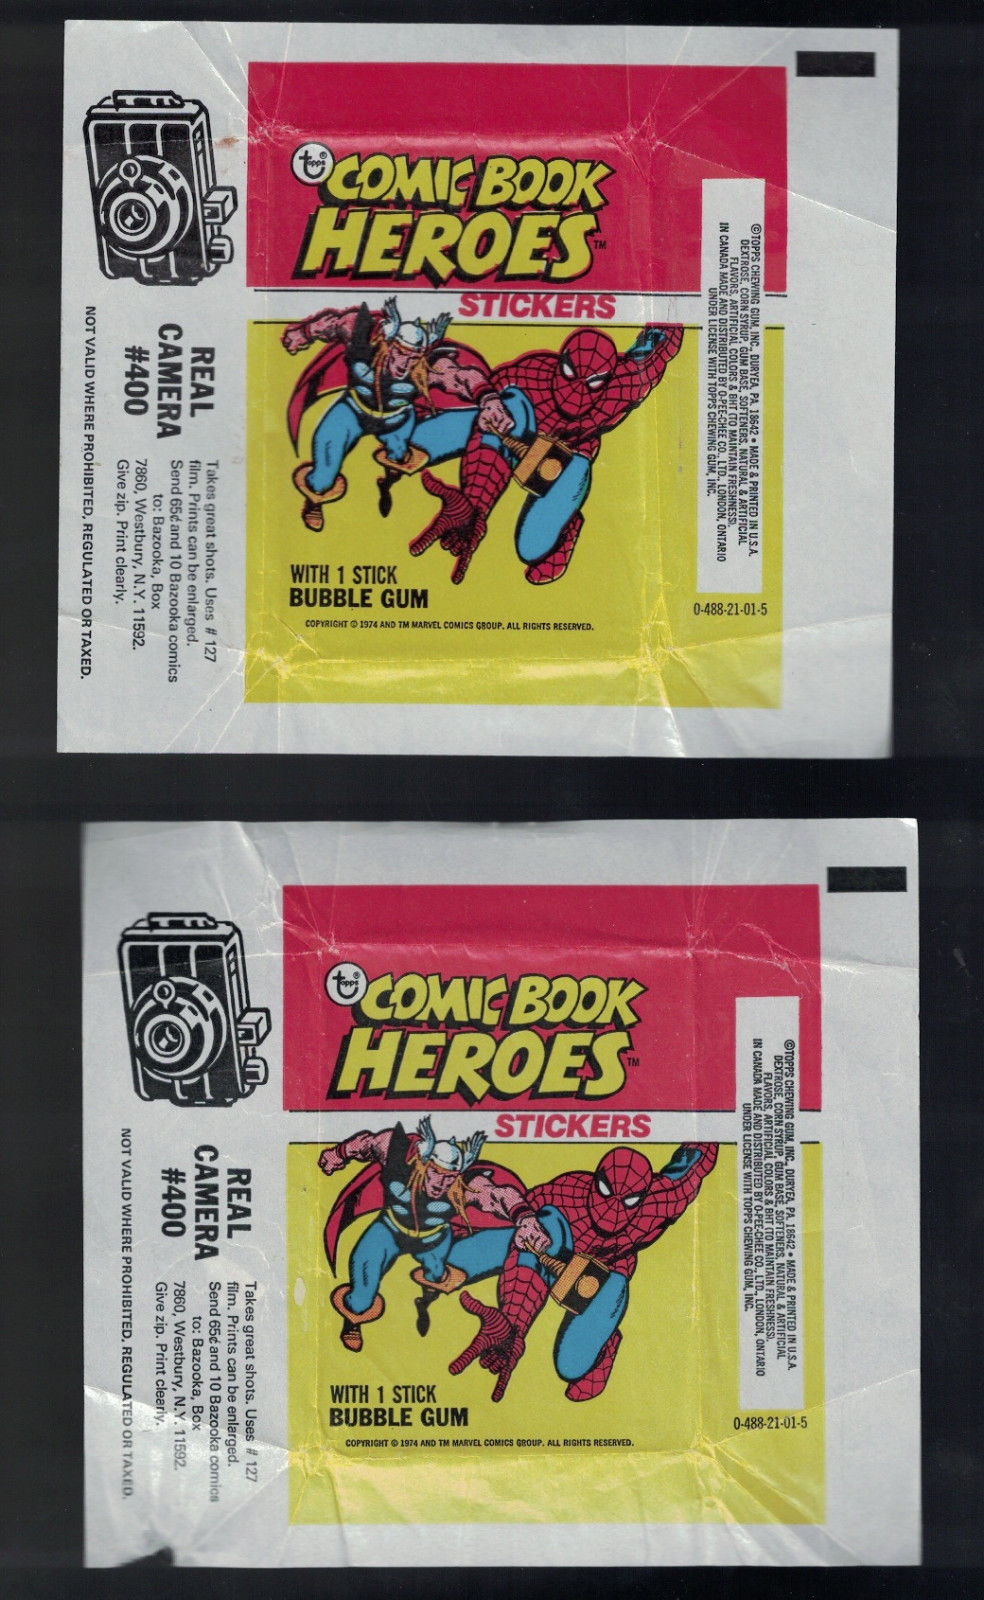 topps®
COMIC BOOK
HEROES™
STICKERS
WITH 1 STICK
BUBBLE GUM
COPYRIGHT © 1974 AND TM MARVEL COMICS GROUP. ALL RIGHTS RESERVED.
©TOPPS CHEWING GUM, INC., DURYEA, PA. 18642 • MADE & PRINTED IN U.S.A.
DEXTROSE, CORN SYRUP, GUM BASE, SOFTENERS, NATURAL & ARTIFICIAL
FLAVORS, ARTIFICIAL COLORS & BHT (TO MAINTAIN FRESHNESS).
IN CANADA MADE AND DISTRIBUTED BY O-PEE-CHEE CO., LTD., LONDON, ONTARIO
UNDER LICENSE WITH TOPPS CHEWING GUM, INC.
0-488-21-01-5
REAL
CAMERA
#400
Takes great shots. Uses # 127
film. Prints can be enlarged.
Send 65¢ and 10 Bazooka comics
to: Bazooka, Box
7860, Westbury, N.Y. 11592.
Give zip. Print clearly.
NOT VALID WHERE PROHIBITED, REGULATED OR TAXED.
topps®
COMIC BOOK
HEROES™
STICKERS
WITH 1 STICK
BUBBLE GUM
COPYRIGHT © 1974 AND TM MARVEL COMICS GROUP. ALL RIGHTS RESERVED.
©TOPPS CHEWING GUM, INC., DURYEA, PA. 18642 • MADE & PRINTED IN U.S.A.
DEXTROSE, CORN SYRUP, GUM BASE, SOFTENERS, NATURAL & ARTIFICIAL
FLAVORS, ARTIFICIAL COLORS & BHT (TO MAINTAIN FRESHNESS).
IN CANADA MADE AND DISTRIBUTED BY O-PEE-CHEE CO., LTD., LONDON, ONTARIO
UNDER LICENSE WITH TOPPS CHEWING GUM, INC.
0-488-21-01-5
REAL
CAMERA
#400
Takes great shots. Uses # 127
film. Prints can be enlarged.
Send 65¢ and 10 Bazooka comics
to: Bazooka, Box
7860, Westbury, N.Y. 11592.
Give zip. Print clearly.
NOT VALID WHERE PROHIBITED, REGULATED OR TAXED.